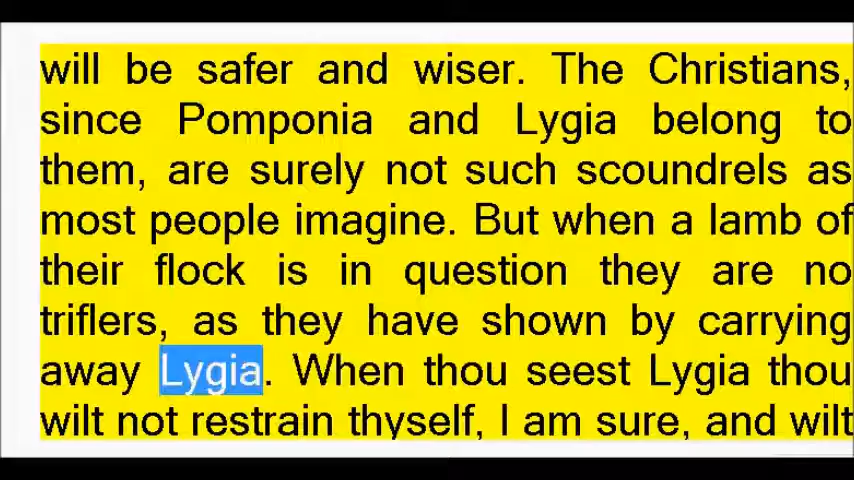 will be safer and wiser. The Christians,
since Pomponia and Lygia belong to
them, are surely not such scoundrels as
most people imagine. But when a lamb of
their flock is in question they are no
triflers, as they have shown by carrying
away Lygia. When thou seest Lygia thou
wilt not restrain thyself, I am sure, and wilt